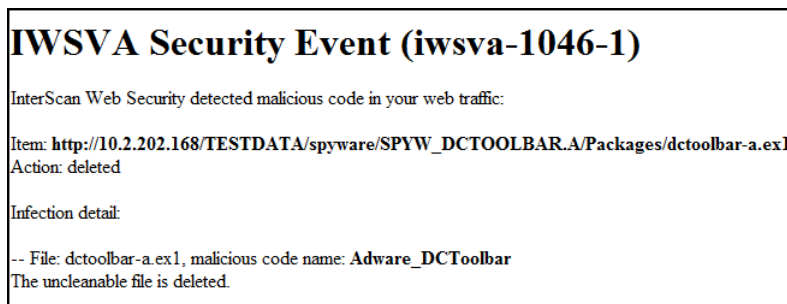 IWSVA Security Event (iwsva-1046-1)
InterScan Web Security detected malicious code in your web traffic:
Item: http://10.2.202.168/TESTDATA/spyware/SPYW_DCTOOLBAR.A/Packages/dctoolbar-a.ex1
Action: deleted
Infection detail:
-- File: dctoolbar-a.ex1, malicious code name: Adware_DCToolbar
The uncleanable file is deleted.